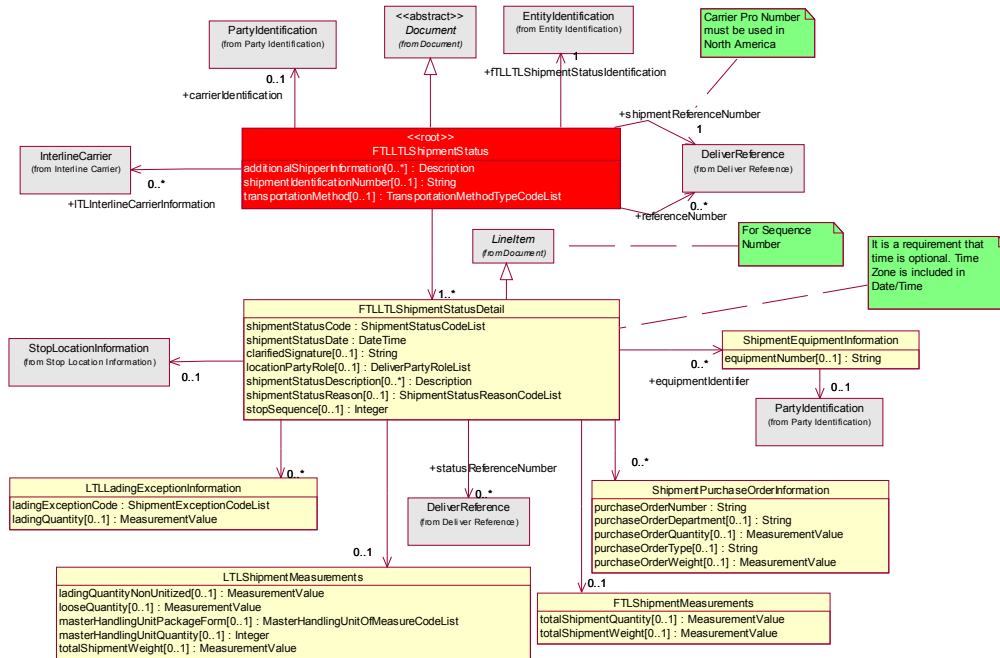 PartyIdentification
(from Party Identification)
<<abstract>>
Document
(from Document)
EntityIdentification
(from Entity Identification)
Carrier Pro Number
must be used in
North America
0..1
+carrierIdentification
1
+fTLLTLShipmentStatusIdentification
+shipmentReferenceNumber
1
<<root>>
FTLLTLShipmentStatus
additionalShipperInformation[0..*] : Description
shipmentIdentificationNumber[0..1] : String
transportationMethod[0..1] : TransportationMethodTypeCodeList
InterlineCarrier
(from Interline Carrier)
0..*
+lTLInterlineCarrierInformation
DeliverReference
(from Deliver Reference)
0..*
+referenceNumber
LineItem
(from Document)
For Sequence
Number
It is a requirement that
time is optional. Time
Zone is included in
Date/Time
1..*
FTLLTLShipmentStatusDetail
shipmentStatusCode : ShipmentStatusCodeList
shipmentStatusDate : DateTime
clarifiedSignature[0..1] : String
locationPartyRole[0..1] : DeliverPartyRoleList
shipmentStatusDescription[0..*] : Description
shipmentStatusReason[0..1] : ShipmentStatusReasonCodeList
stopSequence[0..1] : Integer
StopLocationInformation
(from Stop Location Information)
0..1
ShipmentEquipmentInformation
equipmentNumber[0..1] : String
0..*
+equipmentIdentifier
0..1
PartyIdentification
(from Party Identification)
0..*
LTLLadingExceptionInformation
ladingExceptionCode : ShipmentExceptionCodeList
ladingQuantity[0..1] : MeasurementValue
+statusReferenceNumber
0..*
DeliverReference
(from Deliver Reference)
0..*
ShipmentPurchaseOrderInformation
purchaseOrderNumber : String
purchaseOrderDepartment[0..1] : String
purchaseOrderQuantity[0..1] : MeasurementValue
purchaseOrderType[0..1] : String
purchaseOrderWeight[0..1] : MeasurementValue
0..1
LTLShipmentMeasurements
ladingQuantityNonUnitized[0..1] : MeasurementValue
looseQuantity[0..1] : MeasurementValue
masterHandlingUnitPackageForm[0..1] : MasterHandlingUnitOfMeasureCodeList
masterHandlingUnitQuantity[0..1] : Integer
totalShipmentWeight[0..1] : MeasurementValue
0..1
FTLShipmentMeasurements
totalShipmentQuantity[0..1] : MeasurementValue
totalShipmentWeight[0..1] : MeasurementValue